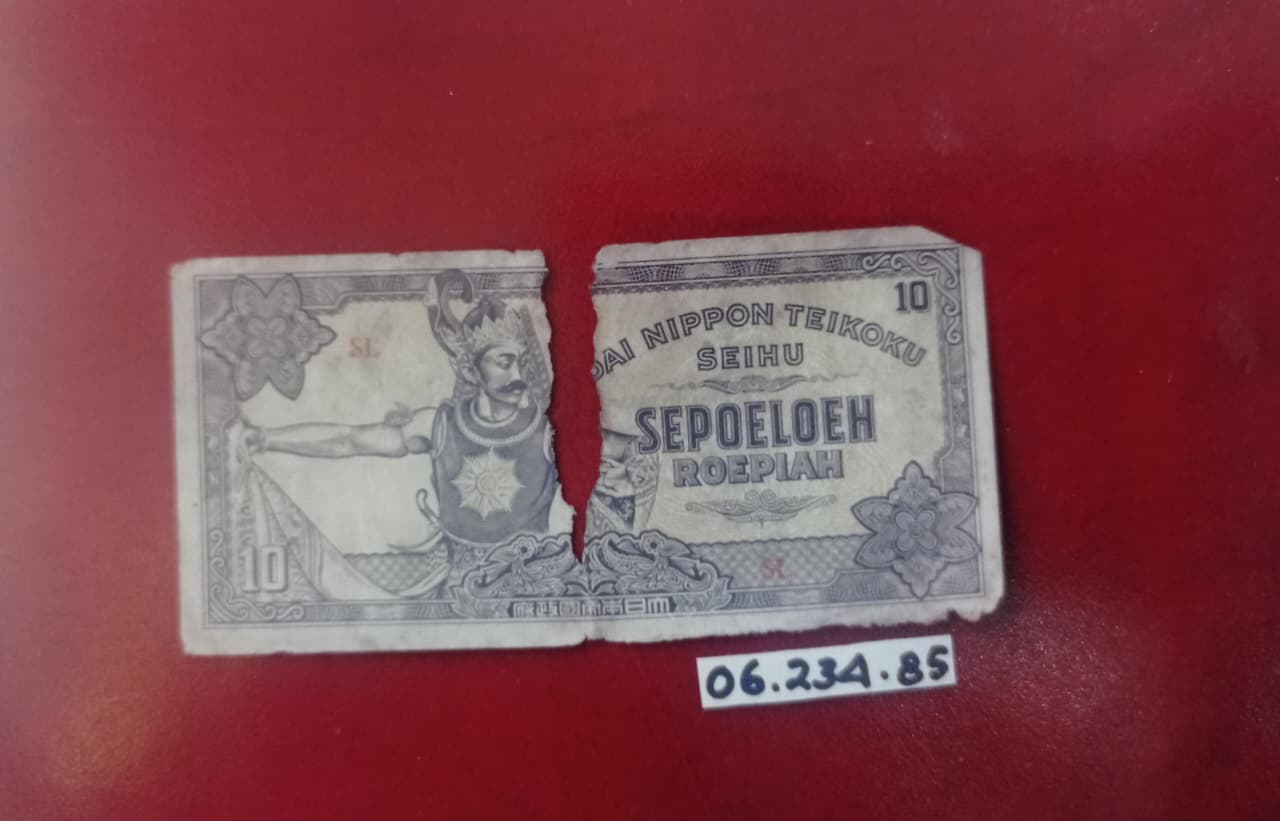 SL
10
DAI NIPPON TEIKOKU
SEIHU
SEPOELOEH
ROEPIAH
10
SL
府政國帝本日大
06.234.85